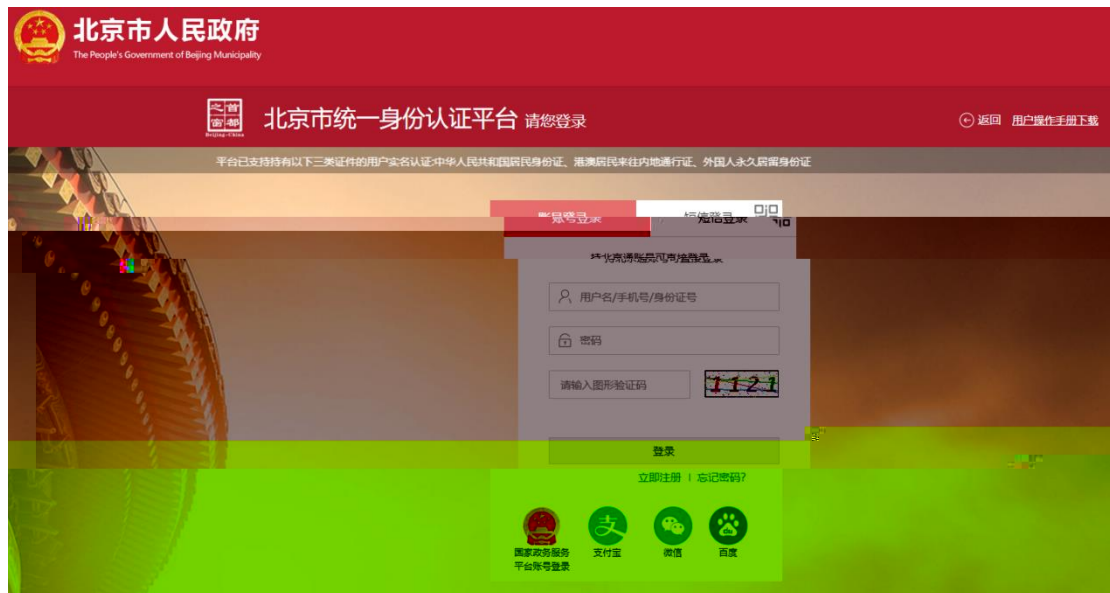 北京市人民政府
The People's Government of Beijing Municipality
之首
窗都
Beijing-China
北京市统一身份认证平台 请您登录
返回 用户操作手册下载
平台已支持持有以下三类证件的用户实名认证:中华人民共和国居民身份证、港澳居民来往内地通行证、外国人永久居留身份证
账号登录 短信登录
用户名/手机号/身份证号
密码
请输入图形验证码 1121
登录
立即注册 | 忘记密码?
国家政务服务
平台账号登录
支付宝
微信
百度